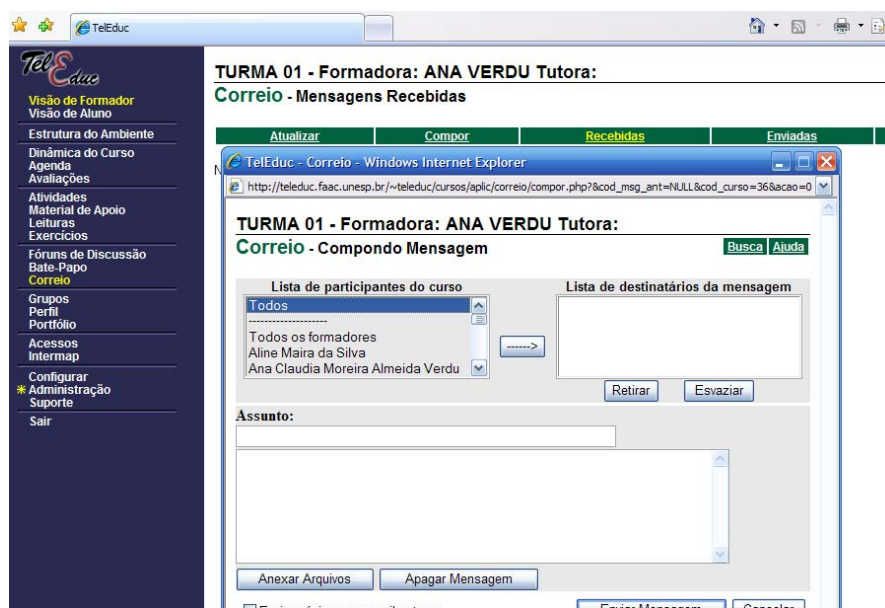 TelEduc
TelEduc
Visão de Formador
Visão de Aluno
Estrutura do Ambiente
Dinâmica do Curso
Agenda
Avaliações
Atividades
Material de Apoio
Leituras
Exercícios
Fóruns de Discussão
Bate-Papo
Correio
Grupos
Perfil
Portfólio
Acessos
Intermap
Configurar
* Administração
Suporte
Sair
TURMA 01 - Formadora: ANA VERDU Tutora:
Correio - Mensagens Recebidas
Atualizar Compor Recebidas Enviadas
N
TelEduc - Correio - Windows Internet Explorer
http://teleduc.faac.unesp.br/~teleduc/cursos/aplic/correio/compor.php?&cod_msg_ant=NULL&cod_curso=36&acao=0
TURMA 01 - Formadora: ANA VERDU Tutora:
Correio - Compondo Mensagem
Busca Ajuda
Lista de participantes do curso Lista de destinatários da mensagem
Todos
--------------------
Todos os formadores
Aline Maira da Silva
Ana Claudia Moreira Almeida Verdu
------>
Retirar Esvaziar
Assunto:
Anexar Arquivos Apagar Mensagem
Enviar Mensagem Cancelar